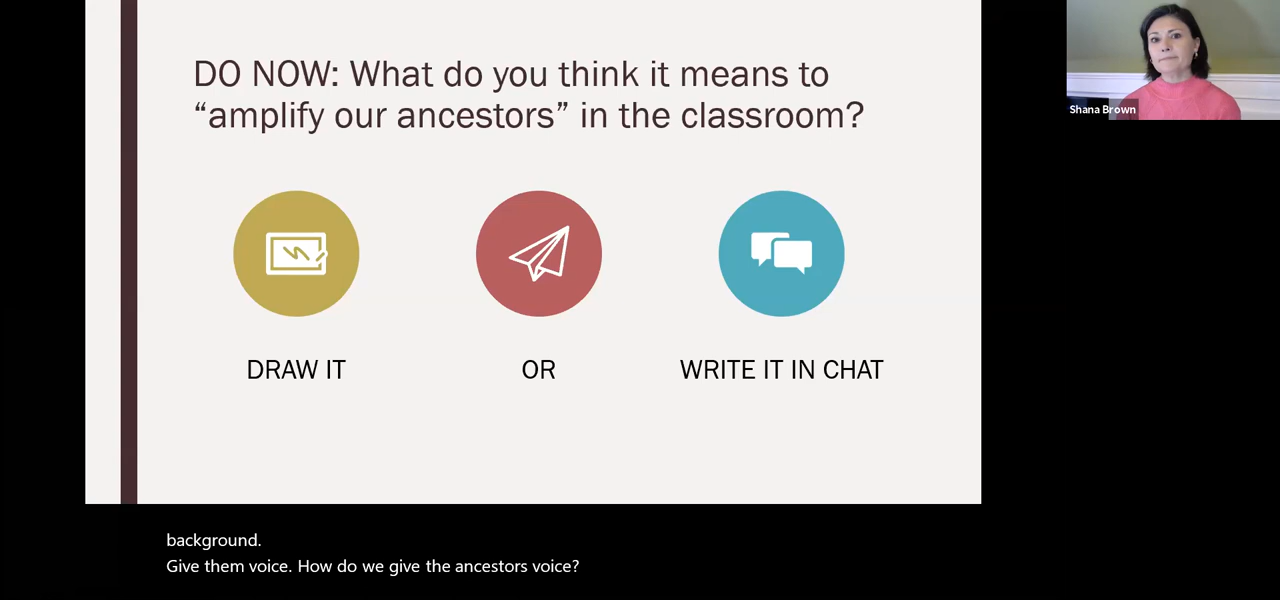 DO NOW: What do you think it means to
“amplify our ancestors” in the classroom?
Shana Brown
DRAW IT
OR
WRITE IT IN CHAT
background.
Give them voice. How do we give the ancestors voice?